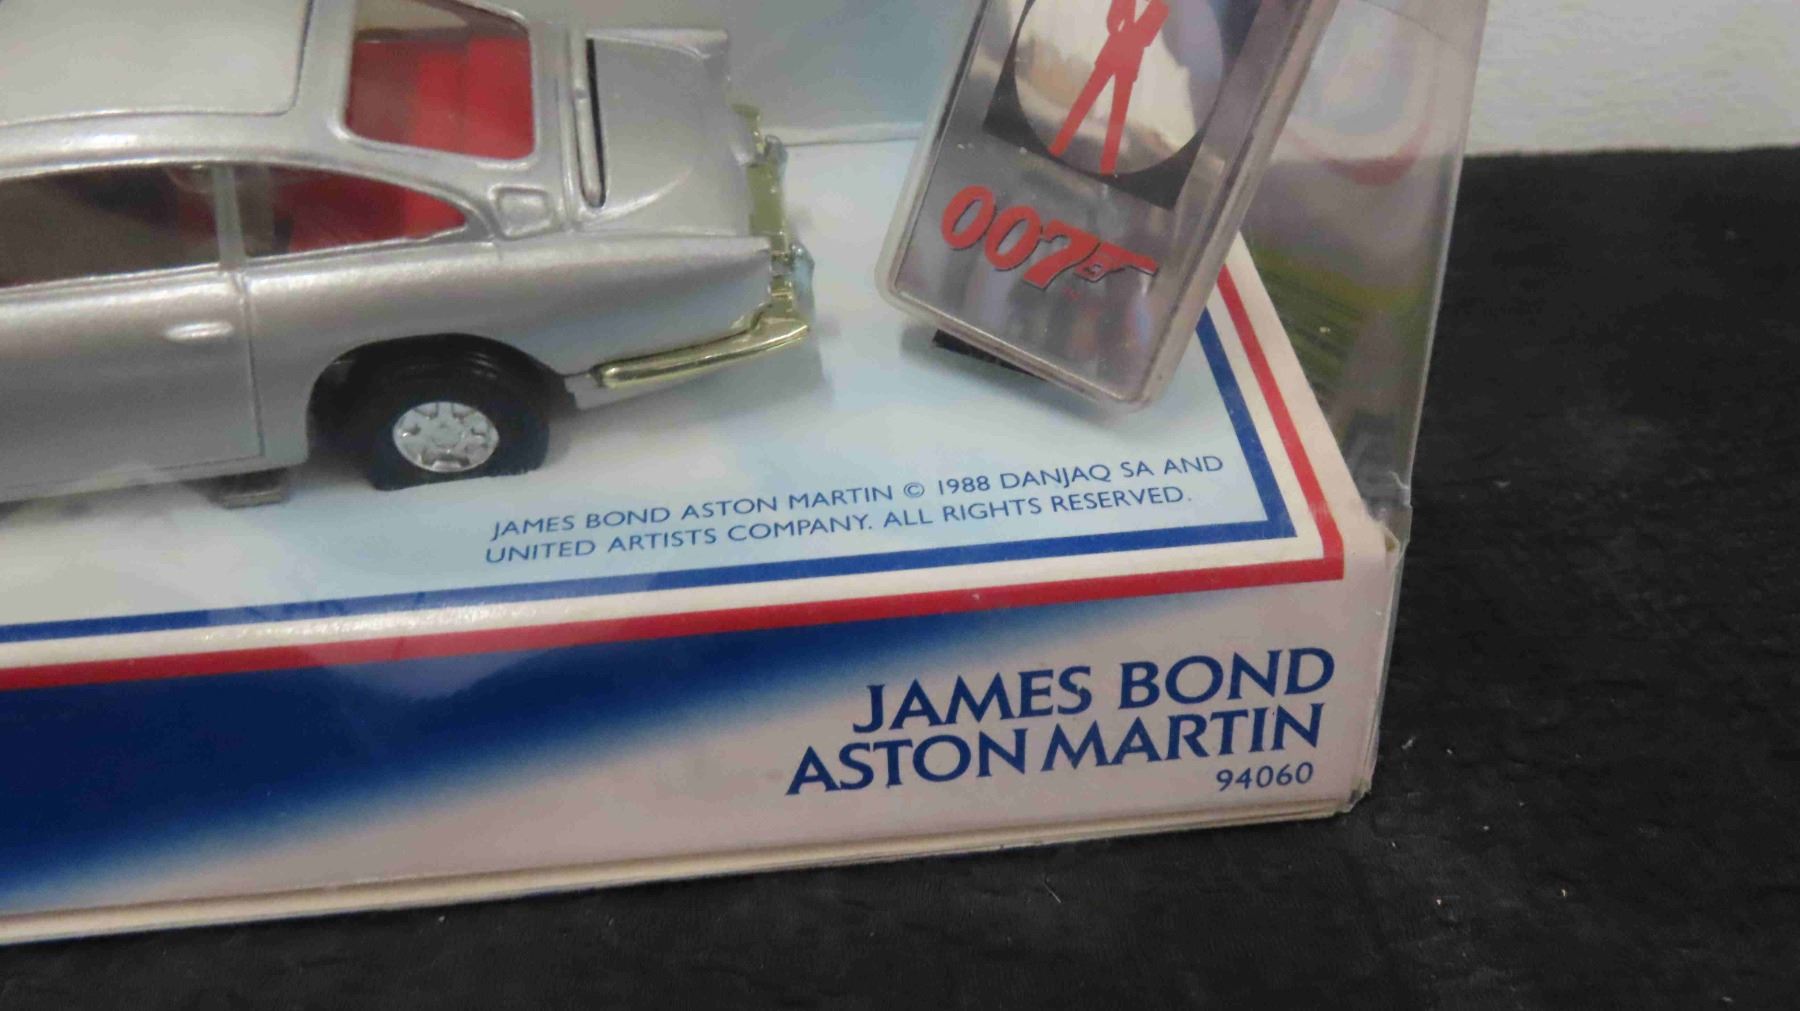 007
JAMES BOND ASTON MARTIN © 1988 DANJAQ SA AND
UNITED ARTISTS COMPANY. ALL RIGHTS RESERVED.
JAMES BOND
ASTON MARTIN
94060